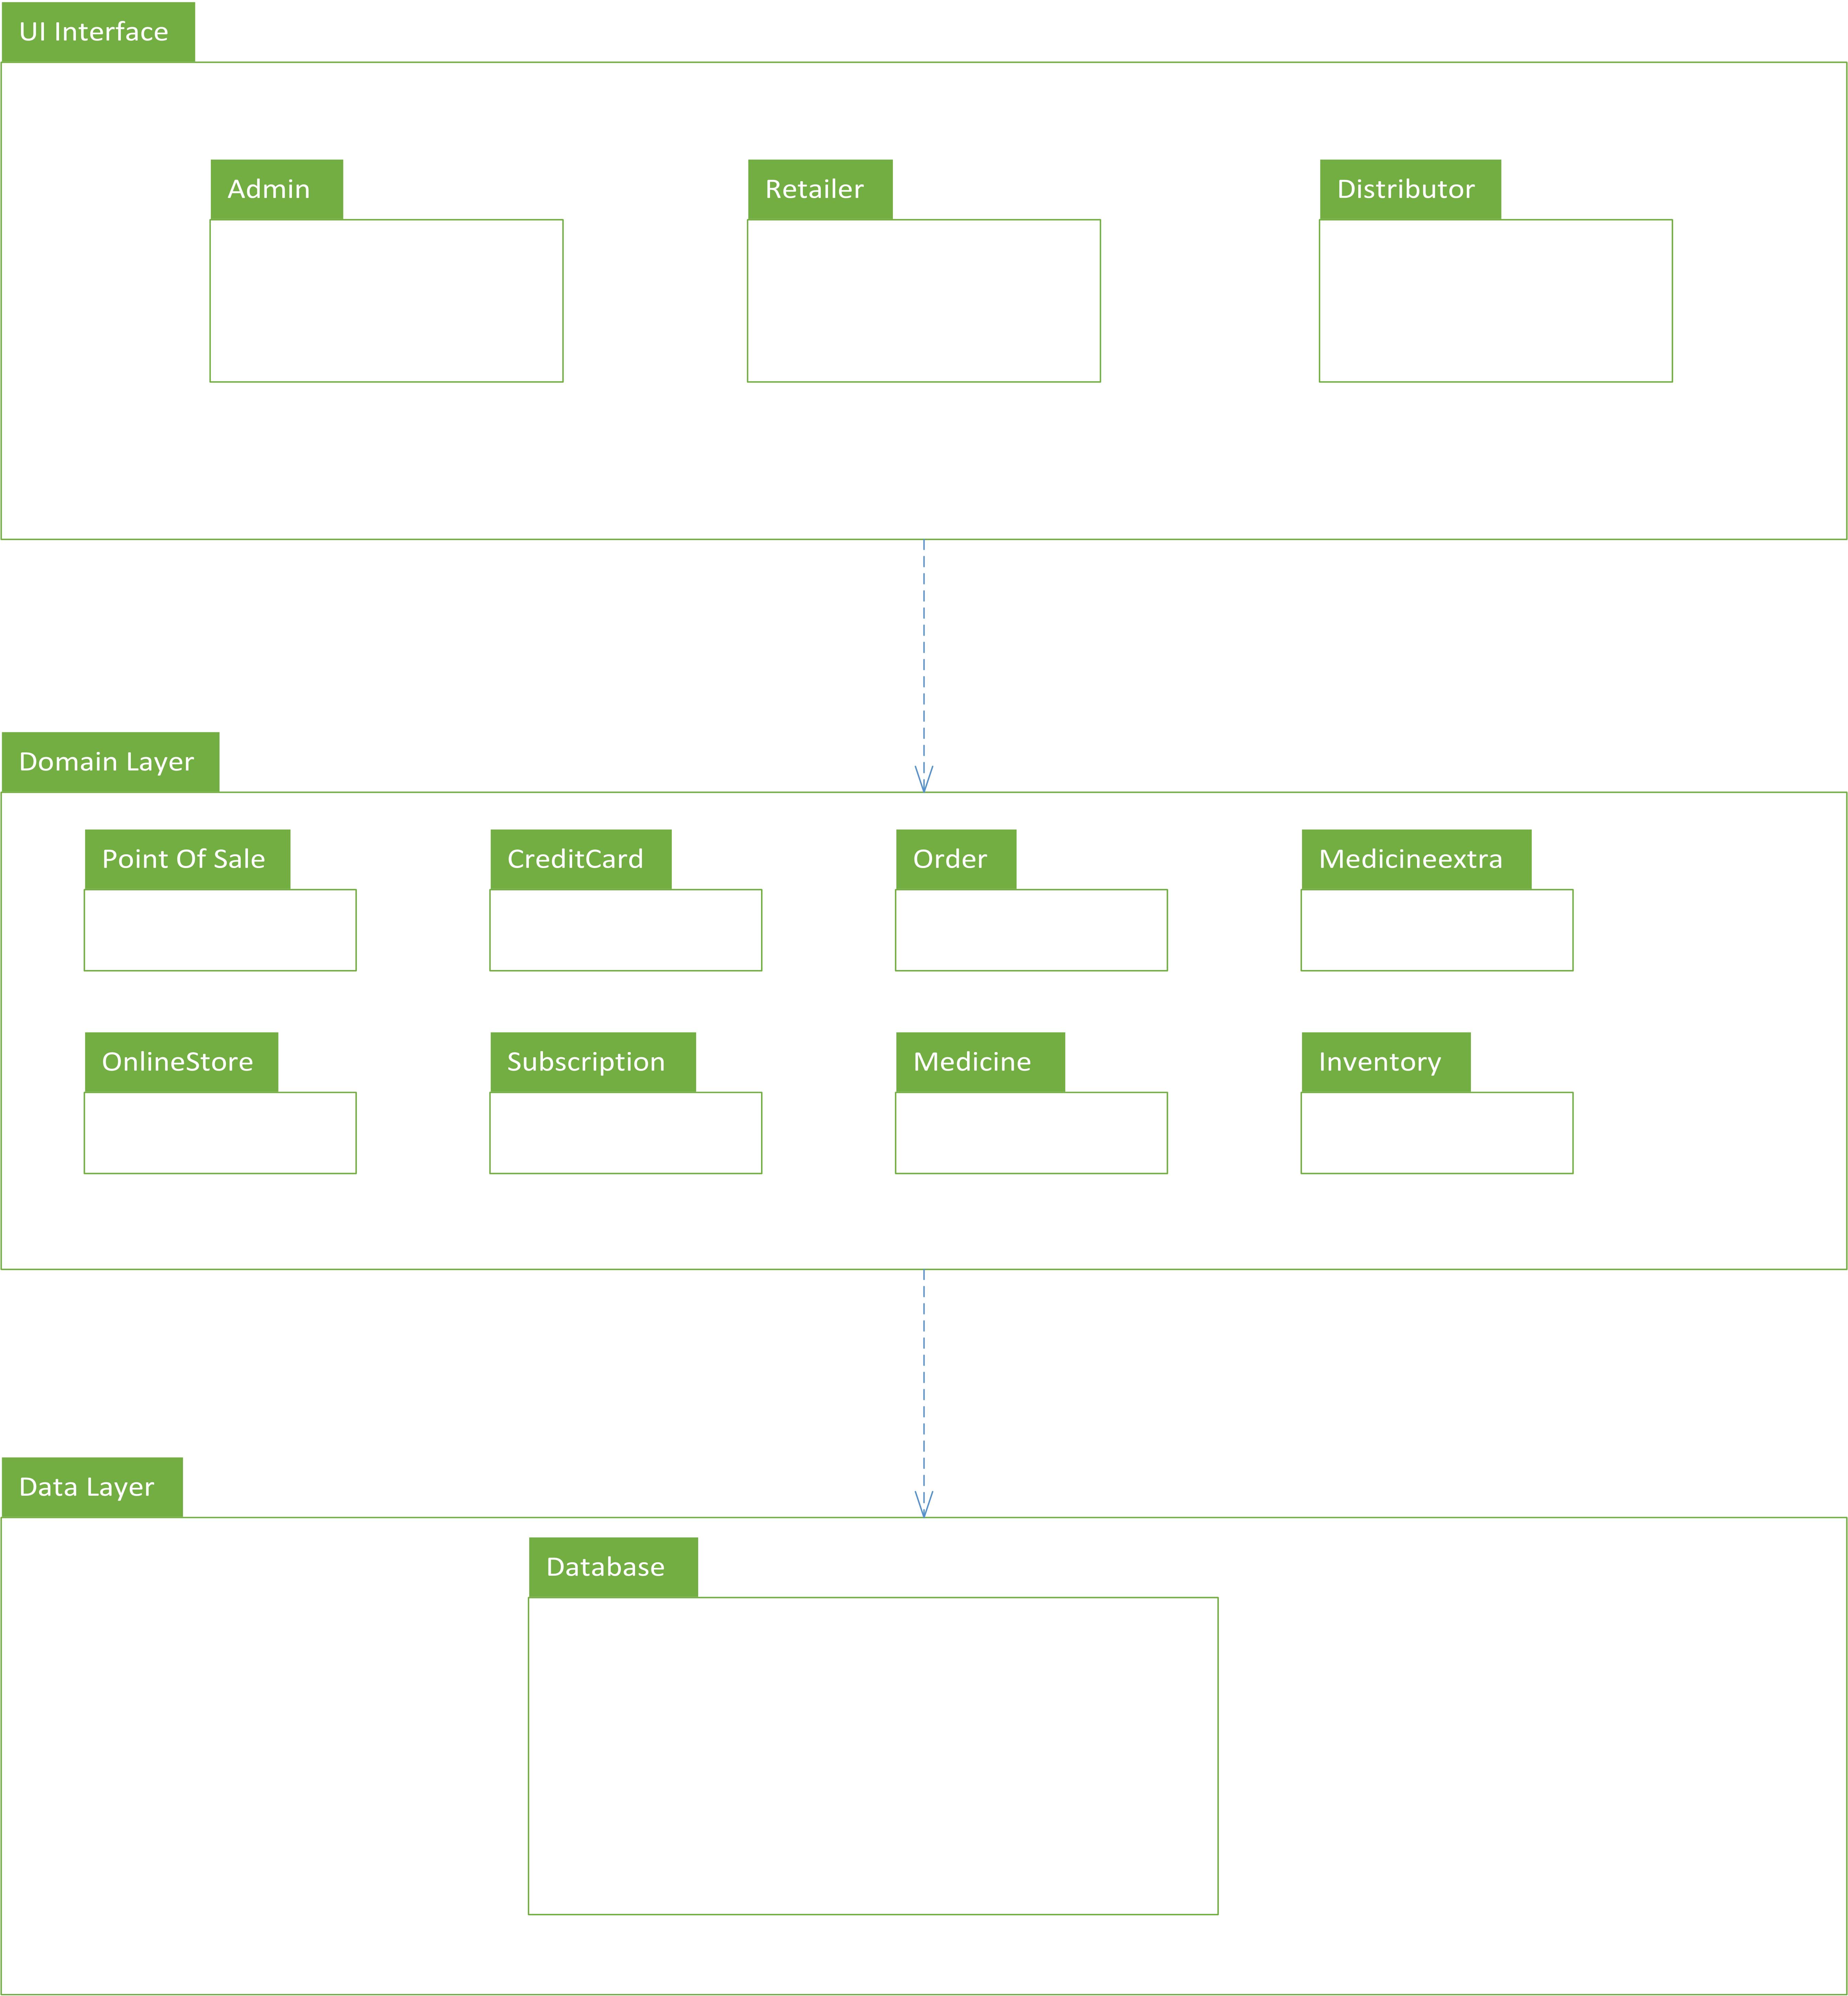 UI Interface
Admin
Retailer
Distributor
Domain Layer
Point Of Sale
CreditCard
Order
Medicineextra
OnlineStore
Subscription
Medicine
Inventory
Data Layer
Database